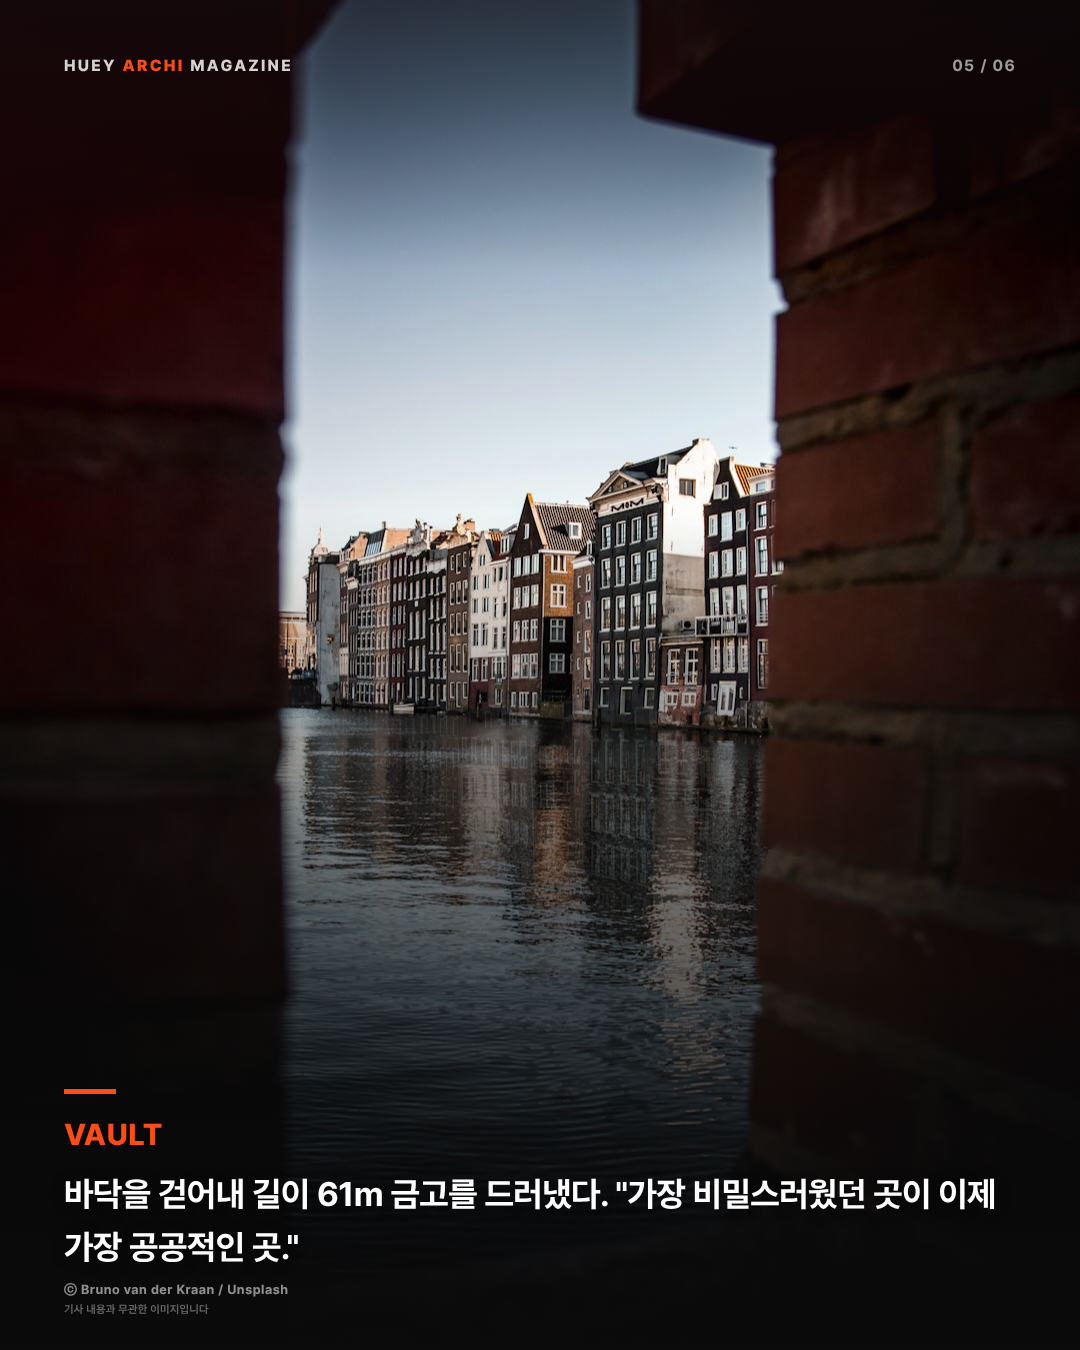 HUEY ARCHI MAGAZINE
05 / 06
MOM
VAULT
바닥을 걷어내 길이 61m 금고를 드러냈다. "가장 비밀스러웠던 곳이 이제
가장 공공적인 곳."
© Bruno van der Kraan / Unsplash
기사 내용과 무관한 이미지입니다